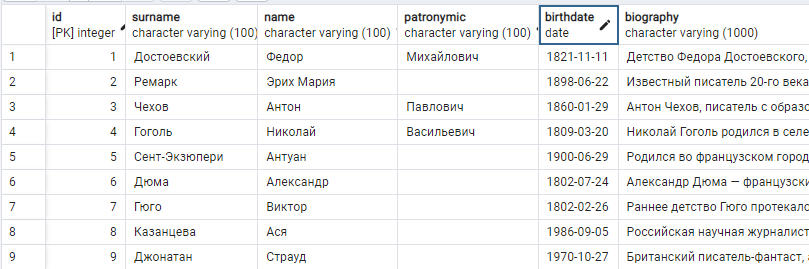 id surname name patronymic birthdate biography
[PK] integer character varying (100) character varying (100) character varying (100) date character varying (1000)
1 1 Достоевский Федор Михайлович 1821-11-11 Детство Федора Достоевского,
2 2 Ремарк Эрих Мария 1898-06-22 Известный писатель 20-го века
3 3 Чехов Антон Павлович 1860-01-29 Антон Чехов, писатель с образо
4 4 Гоголь Николай Васильевич 1809-03-20 Николай Гоголь родился в селе
5 5 Сент-Экзюпери Антуан 1900-06-29 Родился во французском город
6 6 Дюма Александр 1802-07-24 Александр Дюма — французски
7 7 Гюго Виктор 1802-02-26 Раннее детство Гюго протекало
8 8 Казанцева Ася 1986-09-05 Российская научная журналист
9 9 Джонатан Страуд 1970-10-27 Британский писатель-фантаст,